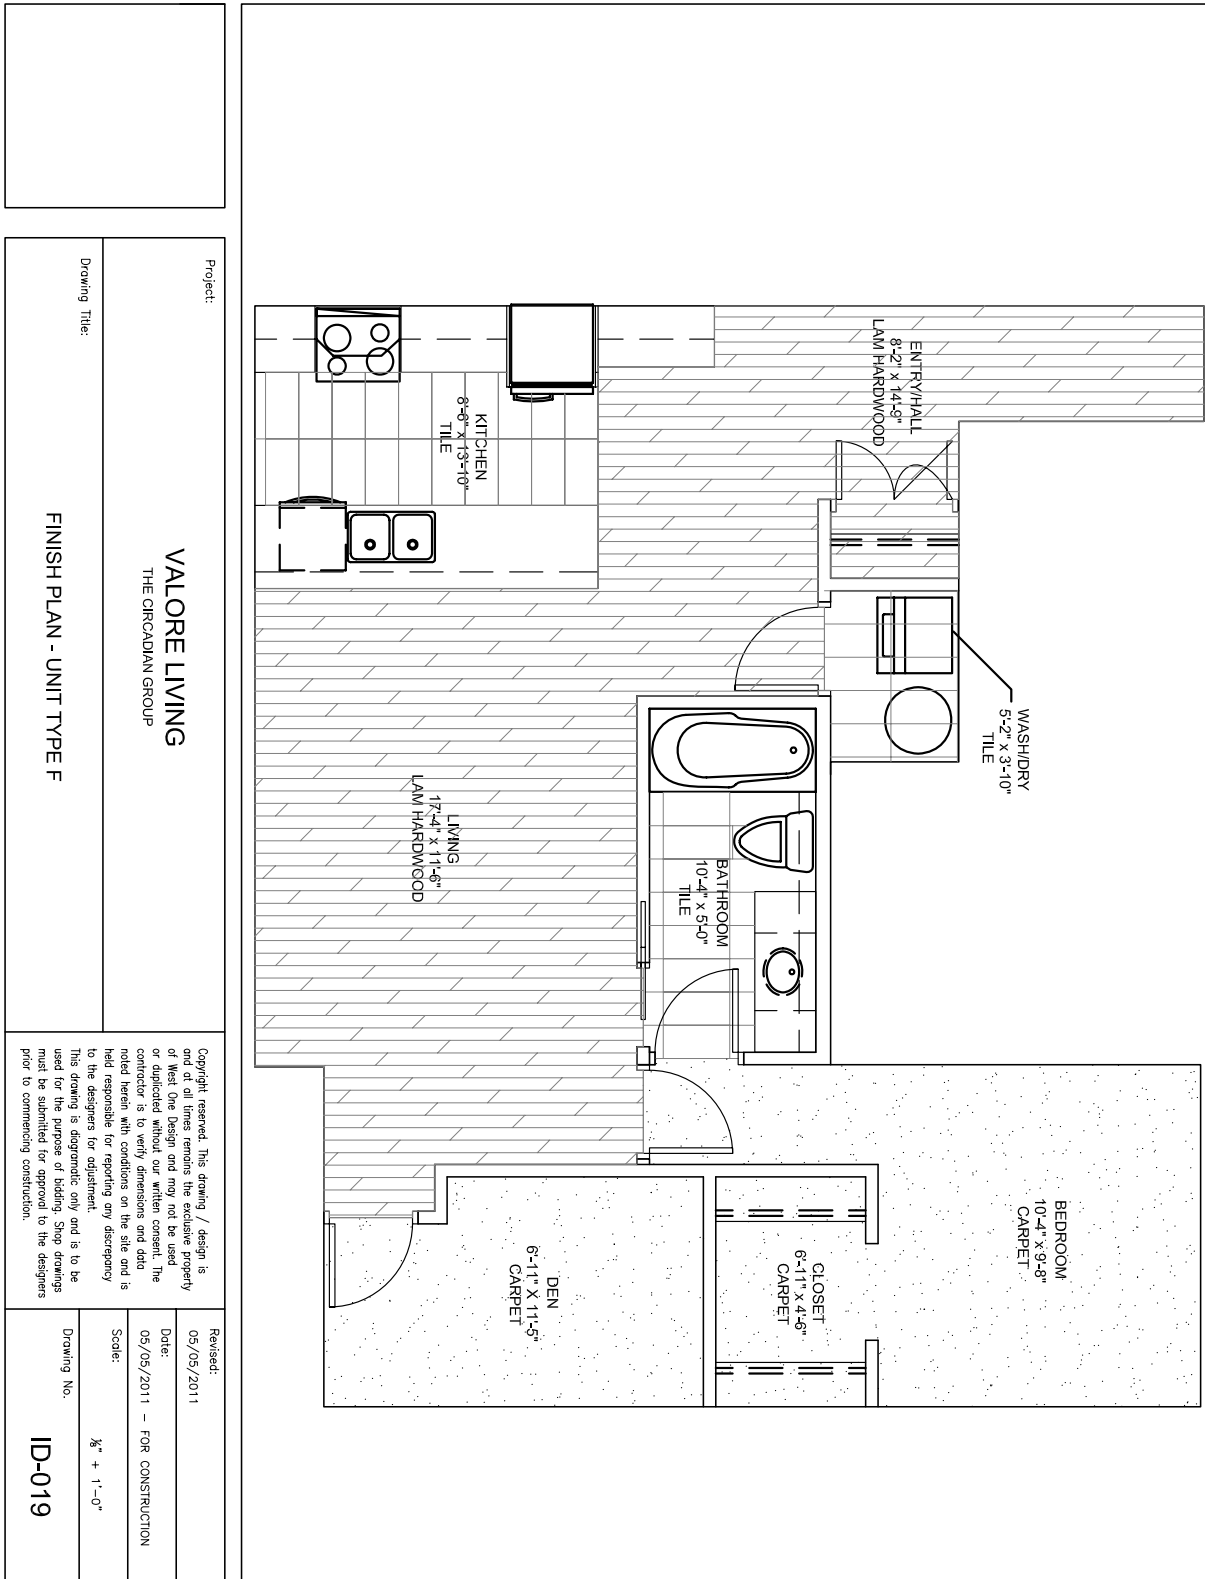 ENTRY/HALL
8'-2" x 14'-9"
LAM HARDWOOD
KITCHEN
8'-6" x 13'-10"
TILE
WASH/DRY
5'-2" x 3'-10"
TILE
LIVING
17'-4" x 11'-6"
LAM HARDWOOD
BATHROOM
10'-4" x 5'-0"
TILE
BEDROOM
10'-4" x 9'-8"
CARPET
CLOSET
6'-11" x 4'-6"
CARPET
DEN
6'-11" X 11'-5"
CARPET
Project:
VALORE LIVING
THE CIRCADIAN GROUP
Drawing Title:
FINISH PLAN - UNIT TYPE F
Copyright reserved. This drawing / design is
and at all times remains the exclusive property
of West One Design and may not be used
or duplicated without our written consent. The
contractor is to verify dimensions and data
noted herein with conditions on the site and is
held responsible for reporting any discrepancy
to the designers for adjustment.
This drawing is diagramatic only and is to be
used for the purpose of bidding. Shop drawings
must be submitted for approval to the designers
prior to commencing construction.
Revised:
05/05/2011
Date:
05/05/2011 - FOR CONSTRUCTION
Scale:
+ 1'-0"
Drawing No.
ID-019